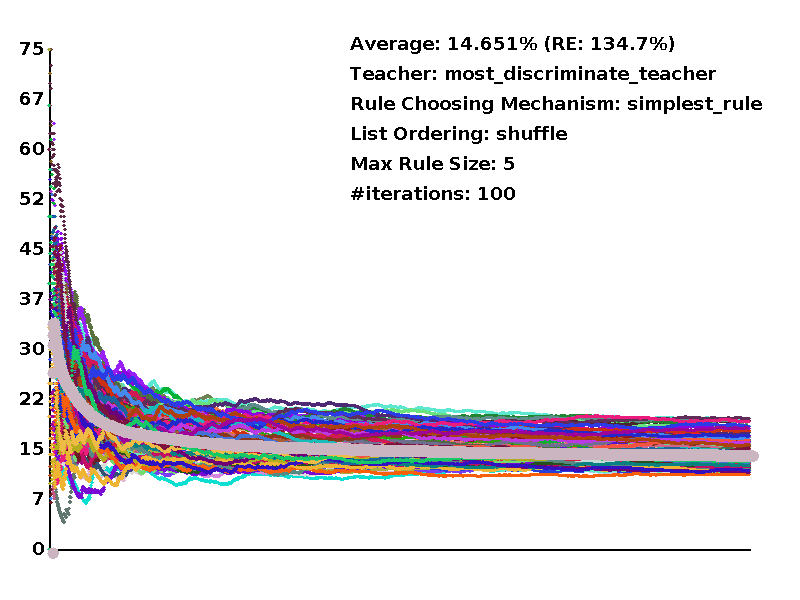 75
67
60
52
45
37
30
22
15
7
0
Average: 14.651% (RE: 134.7%)
Teacher: most_discriminate_teacher
Rule Choosing Mechanism: simplest_rule
List Ordering: shuffle
Max Rule Size: 5
#iterations: 100